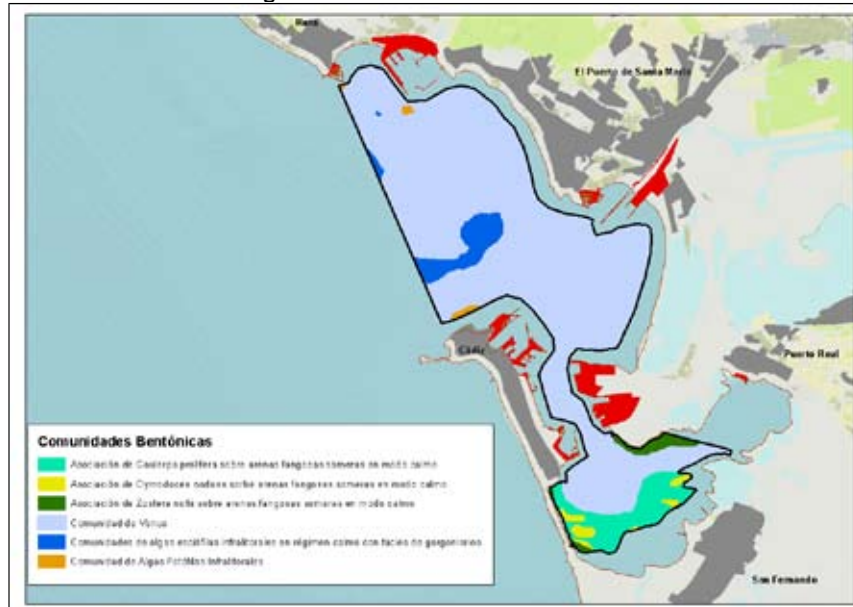 Rota
El Puerto de Santa María
Cádiz
Puerto Real
San Fernando
Comunidades Bentónicas
Asociación de Caulerpa prolifera sobre arenas fangosas someras en modo calmo
Asociación de Cymodocea nodosa sobre arenas fangosas someras en modo calmo
Asociación de Zostera noltii sobre arenas fangosas someras en modo calmo
Comunidad de Venus
Comunidades de algas esciáfilas infralitorales en régimen calmo con facies de gorgonarios
Comunidad de Algas Fotófilas Infralitorales